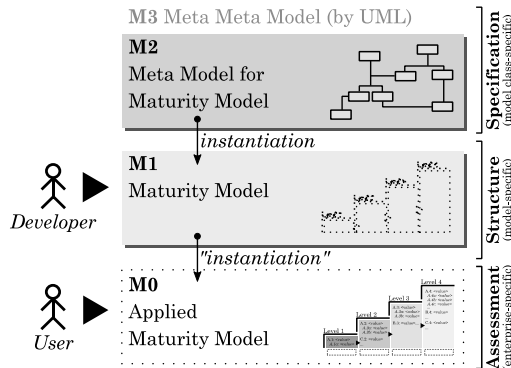 M3 Meta Meta Model (by UML)
M2
Meta Model for
Maturity Model
instantiation
Specification
(model class-specific)
M1
Maturity Model
Developer
"instantiation"
Structure
(model-specific)
M0
Applied
Maturity Model
User
Level 1
Level 2
Level 3
Level 4
Assessment
(enterprise-specific)